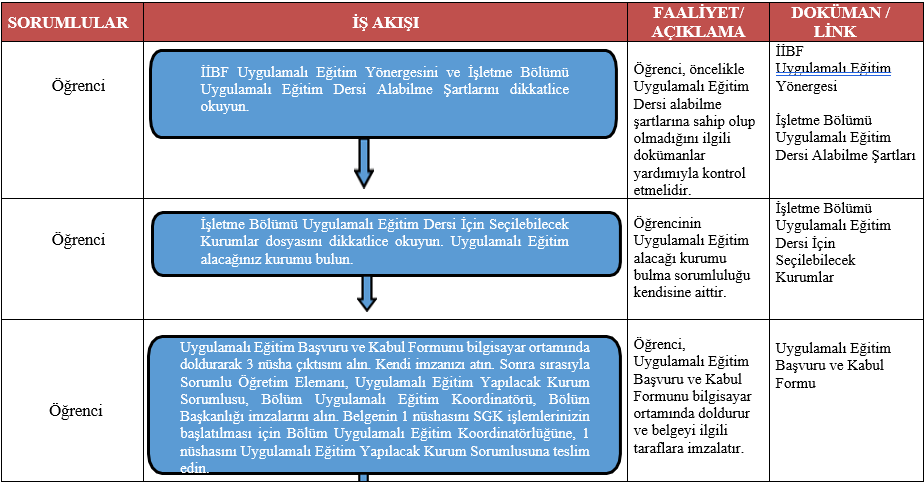 SORUMLULAR
İŞ AKIŞI
FAALİYET/
AÇIKLAMA
DOKÜMAN /
LİNK
Öğrenci
İİBF Uygulamalı Eğitim Yönergesini ve İşletme Bölümü
Uygulamalı Eğitim Dersi Alabilme Şartlarını dikkatlice
okuyun.
Öğrenci, öncelikle
Uygulamalı Eğitim
Dersi alabilme
şartlarına sahip olup
olmadığını ilgili
dokümanlar
yardımıyla kontrol
etmelidir.
İİBF
Uygulamalı Eğitim
Yönergesi
İşletme Bölümü
Uygulamalı Eğitim
Dersi Alabilme Şartları
Öğrenci
İşletme Bölümü Uygulamalı Eğitim Dersi İçin Seçilebilecek
Kurumlar dosyasını dikkatlice okuyun. Uygulamalı Eğitim
alacağınız kurumu bulun.
Öğrencinin
Uygulamalı Eğitim
alacağı kurumu
bulma sorumluluğu
kendisine aittir.
İşletme Bölümü
Uygulamalı Eğitim
Dersi İçin
Seçilebilecek
Kurumlar
Öğrenci
Uygulamalı Eğitim Başvuru ve Kabul Formunu bilgisayar ortamında
doldurarak 3 nüsha çıktısını alın. Kendi imzanızı atın. Sonra sırasıyla
Sorumlu Öğretim Elemanı, Uygulamalı Eğitim Yapılacak Kurum
Sorumlusu, Bölüm Uygulamalı Eğitim Koordinatörü, Bölüm
Başkanlığı imzalarını alın. Belgenin 1 nüshasını SGK işlemlerinizin
başlatılması için Bölüm Uygulamalı Eğitim Koordinatörlüğüne, 1
nüshasını Uygulamalı Eğitim Yapılacak Kurum Sorumlusuna teslim
edin.
Öğrenci,
Uygulamalı Eğitim
Başvuru ve Kabul
Formunu bilgisayar
ortamında doldurur
ve belgeyi ilgili
taraflara imzalatır.
Uygulamalı Eğitim
Başvuru ve Kabul
Formu